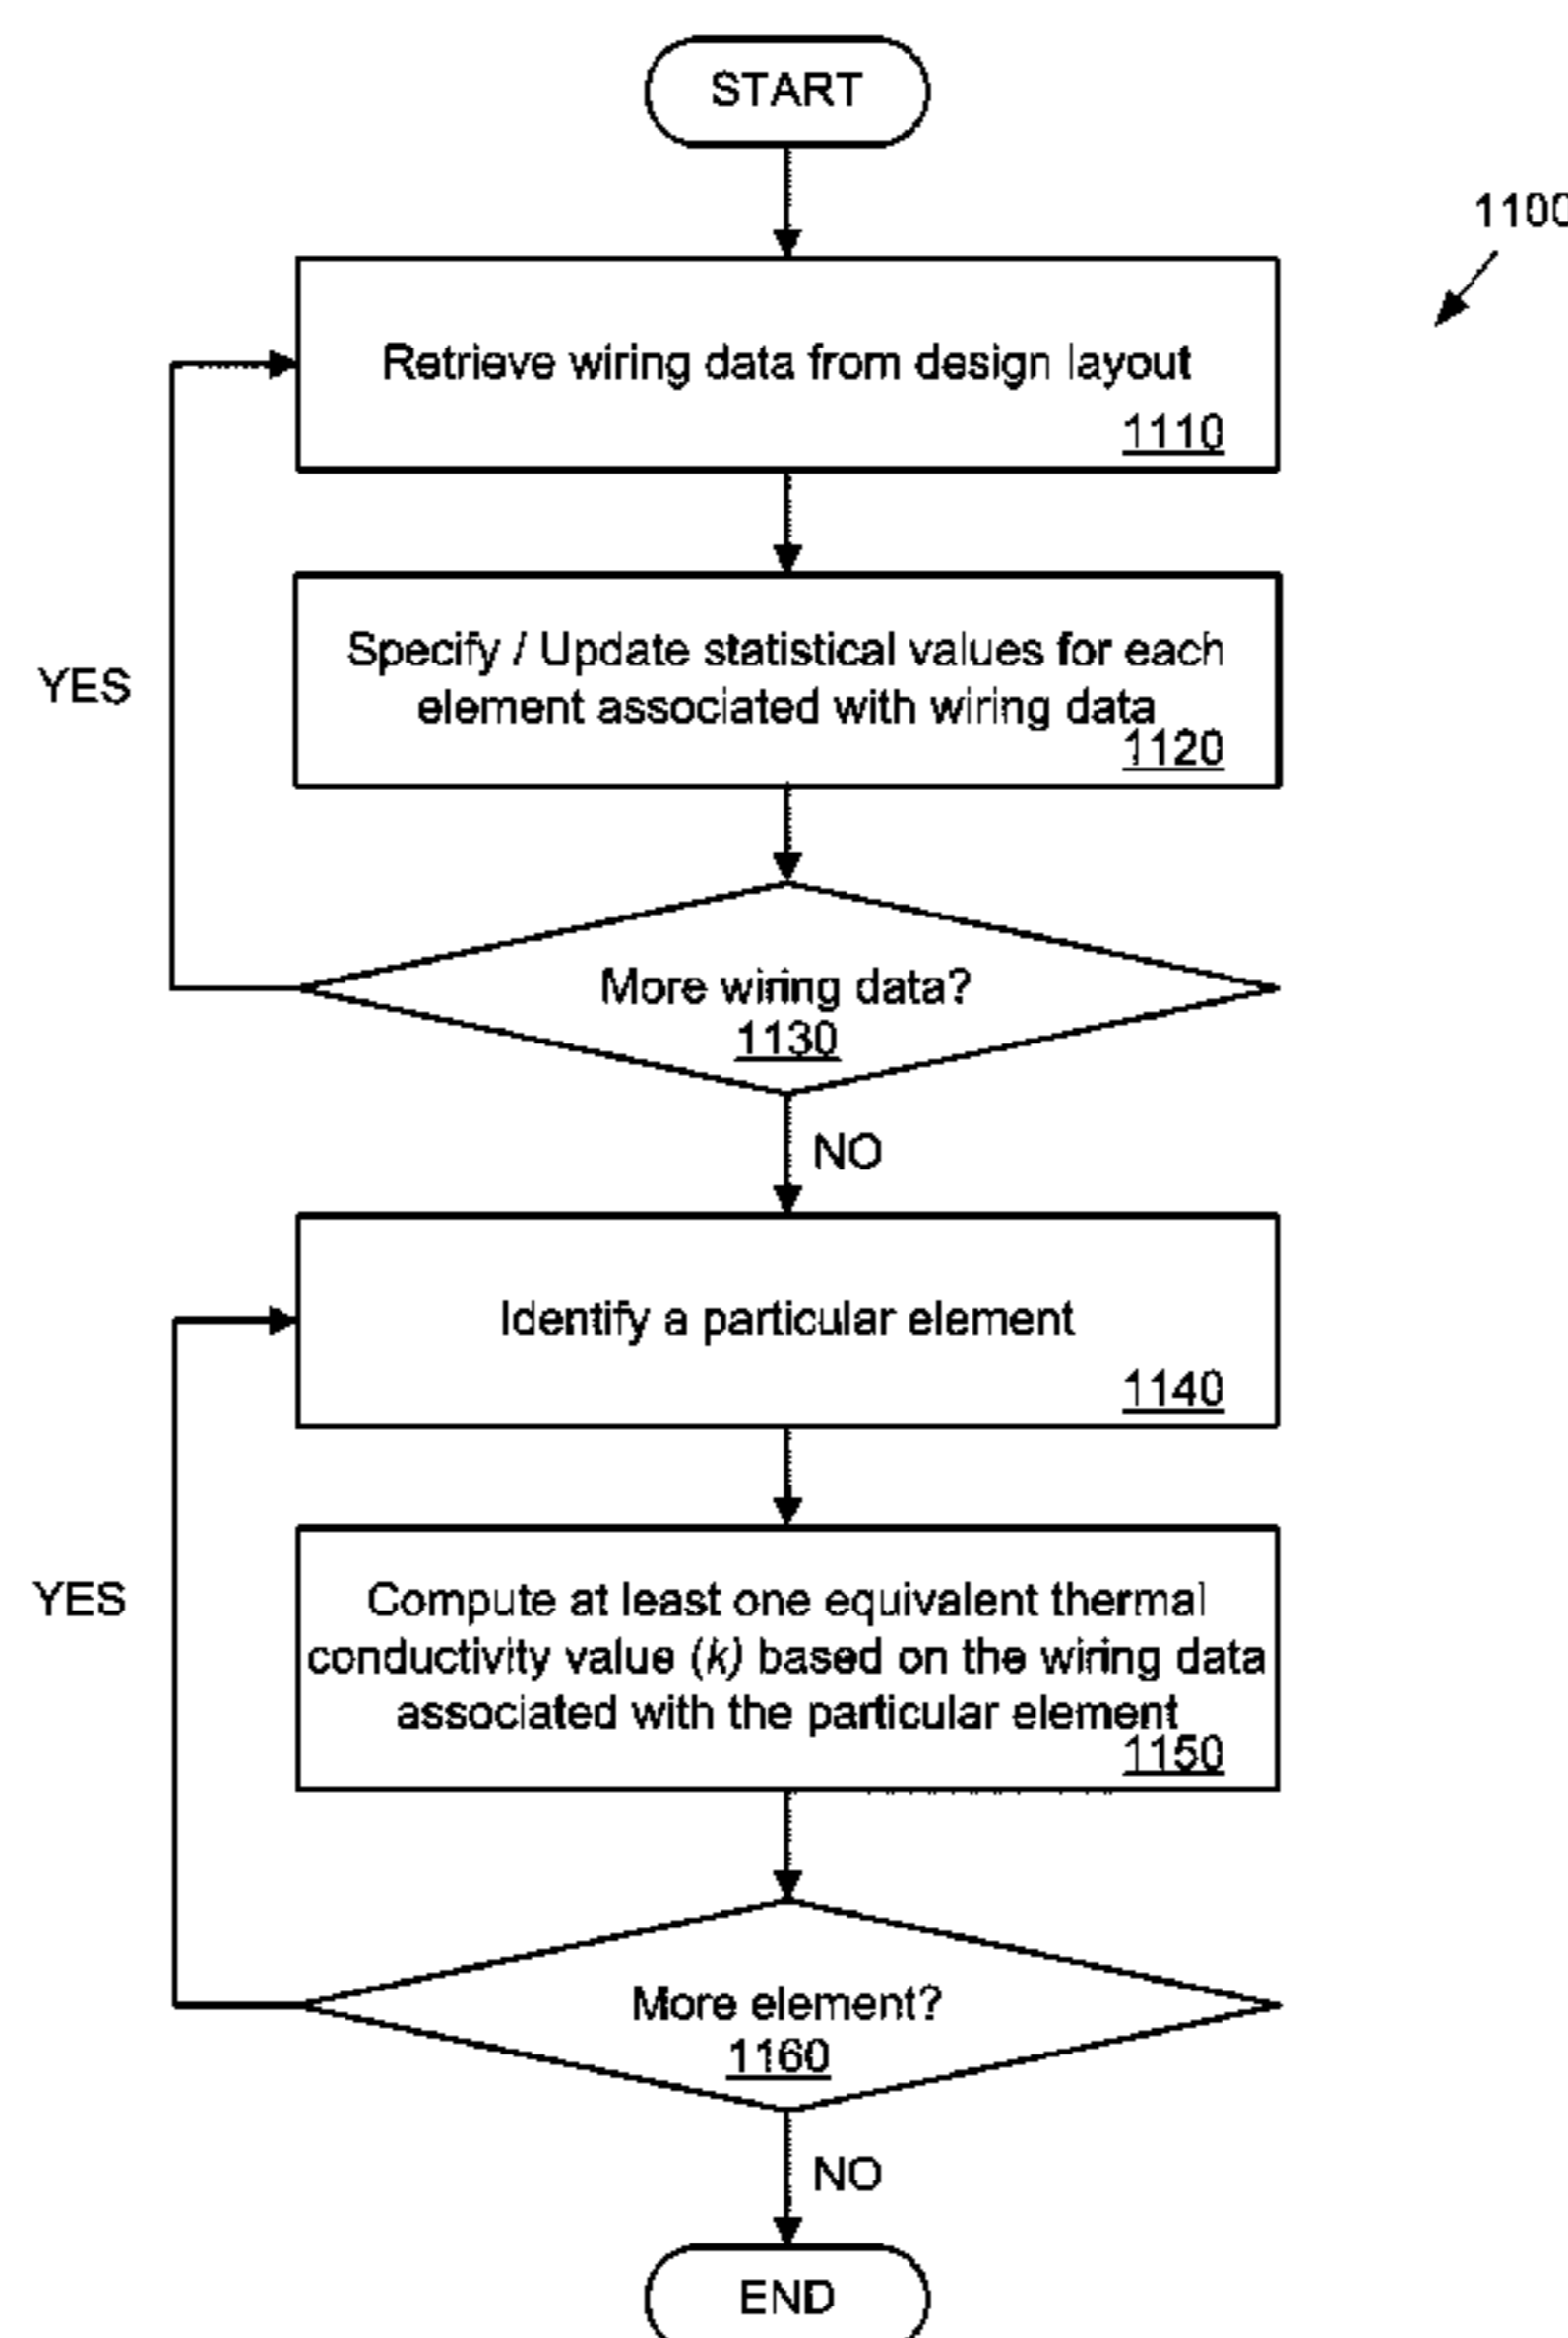 START
1100
Retrieve wiring data from design layout
1110
Specify / Update statistical values for each
element associated with wiring data
1120
YES
More wiring data?
1130
NO
Identify a particular element
1140
Compute at least one equivalent thermal
conductivity value (k) based on the wiring data
associated with the particular element
1150
YES
More element?
1160
NO
END